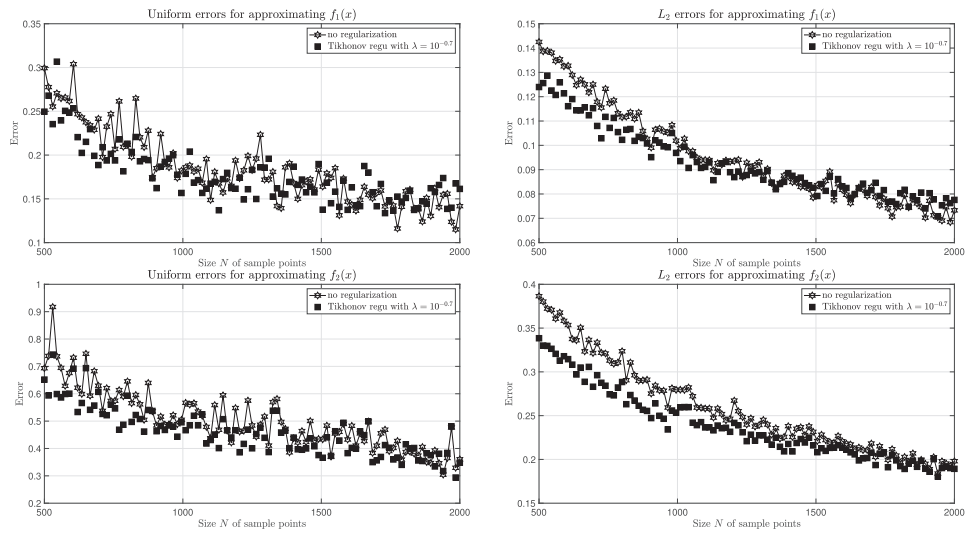 Uniform errors for approximating f₁(x)
0.35
0.3
0.25
0.2
0.15
0.1
Error
no regularization
Tikhonov regu with λ = 10^{-0.7}
500 1000 1500 2000
Size N of sample points
L₂ errors for approximating f₁(x)
0.15
0.14
0.13
0.12
0.11
0.1
0.09
0.08
0.07
0.06
Error
no regularization
Tikhonov regu with λ = 10^{-0.7}
500 1000 1500 2000
Size N of sample points
Uniform errors for approximating f₂(x)
1
0.9
0.8
0.7
0.6
0.5
0.4
0.3
0.2
Error
no regularization
Tikhonov regu with λ = 10^{-0.7}
500 1000 1500 2000
Size N of sample points
L₂ errors for approximating f₂(x)
0.4
0.35
0.3
0.25
0.2
0.15
Error
no regularization
Tikhonov regu with λ = 10^{-0.7}
500 1000 1500 2000
Size N of sample points